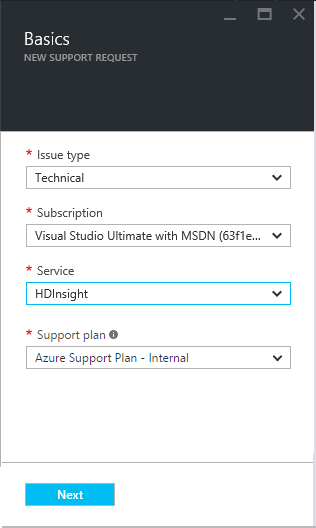 Basics
NEW SUPPORT REQUEST
* Issue type
Technical
* Subscription
Visual Studio Ultimate with MSDN (63f1e...
* Service
HDInsight
* Support plan
Azure Support Plan - Internal
Next